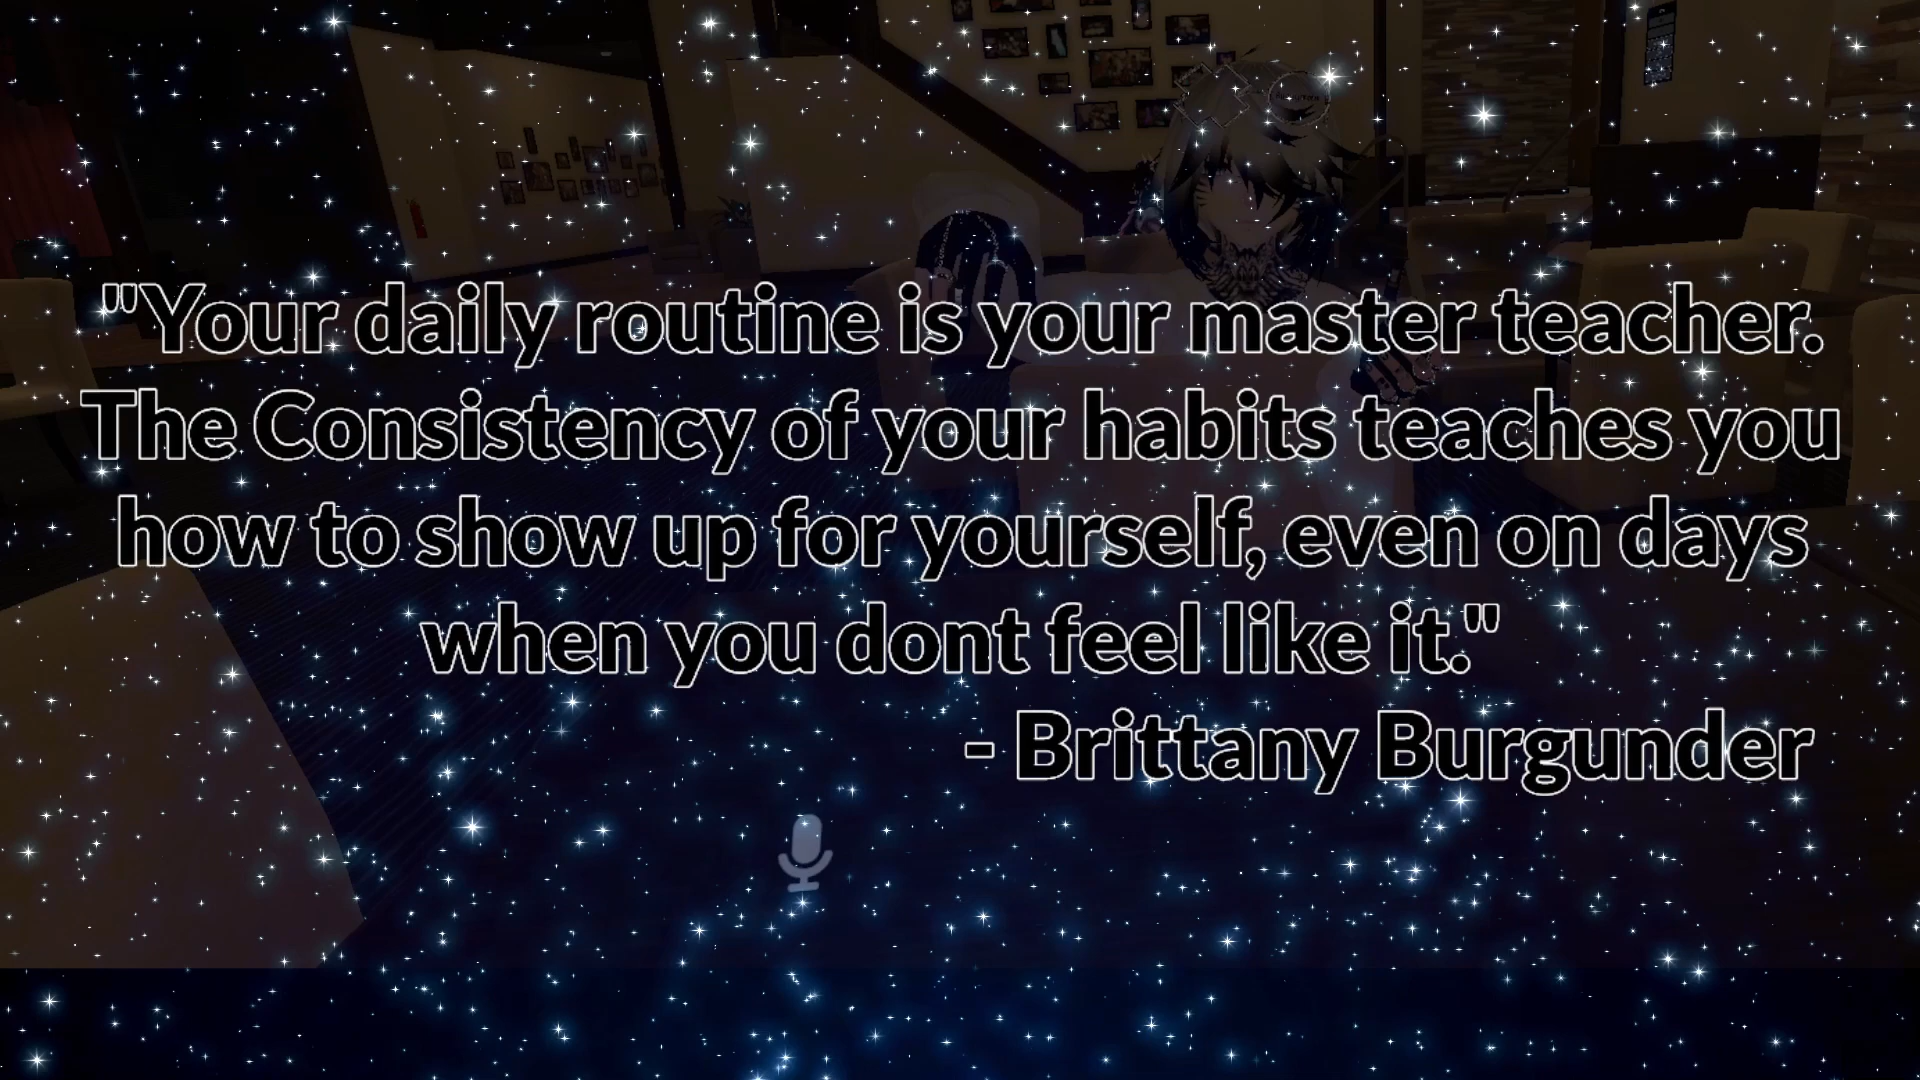 "Your daily routine is your master teacher.
The Consistency of your habits teaches you
how to show up for yourself, even on days
when you dont feel like it."
- Brittany Burgunder